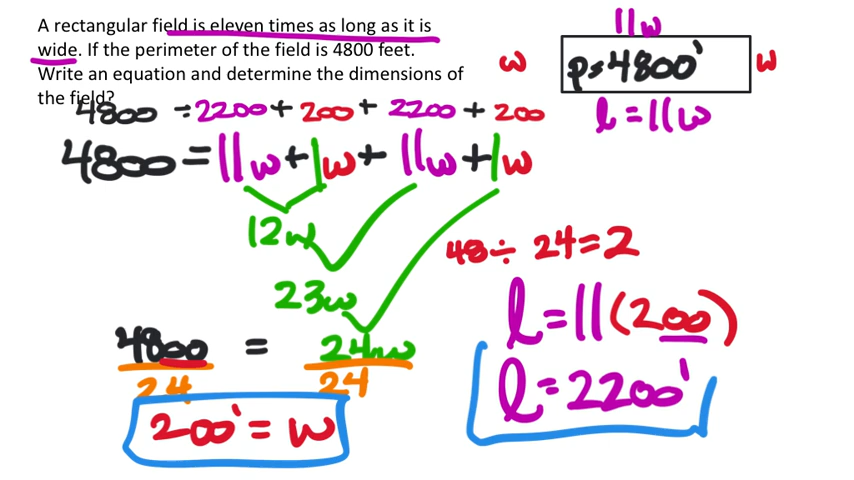 A rectangular field is eleven times as long as it is
wide. If the perimeter of the field is 4800 feet.
Write an equation and determine the dimensions of
the field?
11w
w
p=4800'
w
l=11w
4800 =2200+200+2200+200
4800=11w+1w+11w+1w
12w
48÷24=2
23w
l=11(200)
4800 = 24w
24 24
l=2200'
200'=w